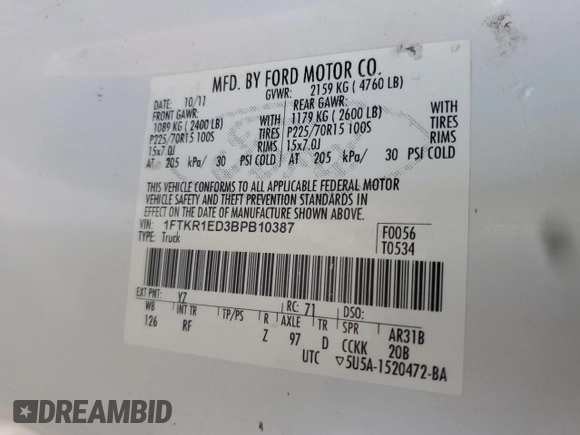 MFD. BY FORD MOTOR CO.
DATE: 10/11 GVWR: 2159 KG ( 4760 LB)
FRONT GAWR: REAR GAWR:
1089 KG ( 2400 LB) WITH 1179 KG ( 2600 LB) WITH
P225/70R15 100S TIRES P225/70R15 100S TIRES
15x7.0J RIMS 15x7.0J RIMS
AT 205 kPa/ 30 PSI COLD AT 205 kPa/ 30 PSI COLD
THIS VEHICLE CONFORMS TO ALL APPLICABLE FEDERAL MOTOR
VEHICLE SAFETY AND THEFT PREVENTION STANDARDS IN
EFFECT ON THE DATE OF MANUFACTURE SHOWN ABOVE.
VIN: 1FTKR1ED3BPB10387 F0056
TYPE: Truck T0534
EXT PNT: YZ RC: 71 DSO:
WB INT TR TP/PS R AXLE TR SPR AR31B
126 RF Z 97 D CCKK 20B
UTC ▽5U5A-1520472-BA
DREAMBID